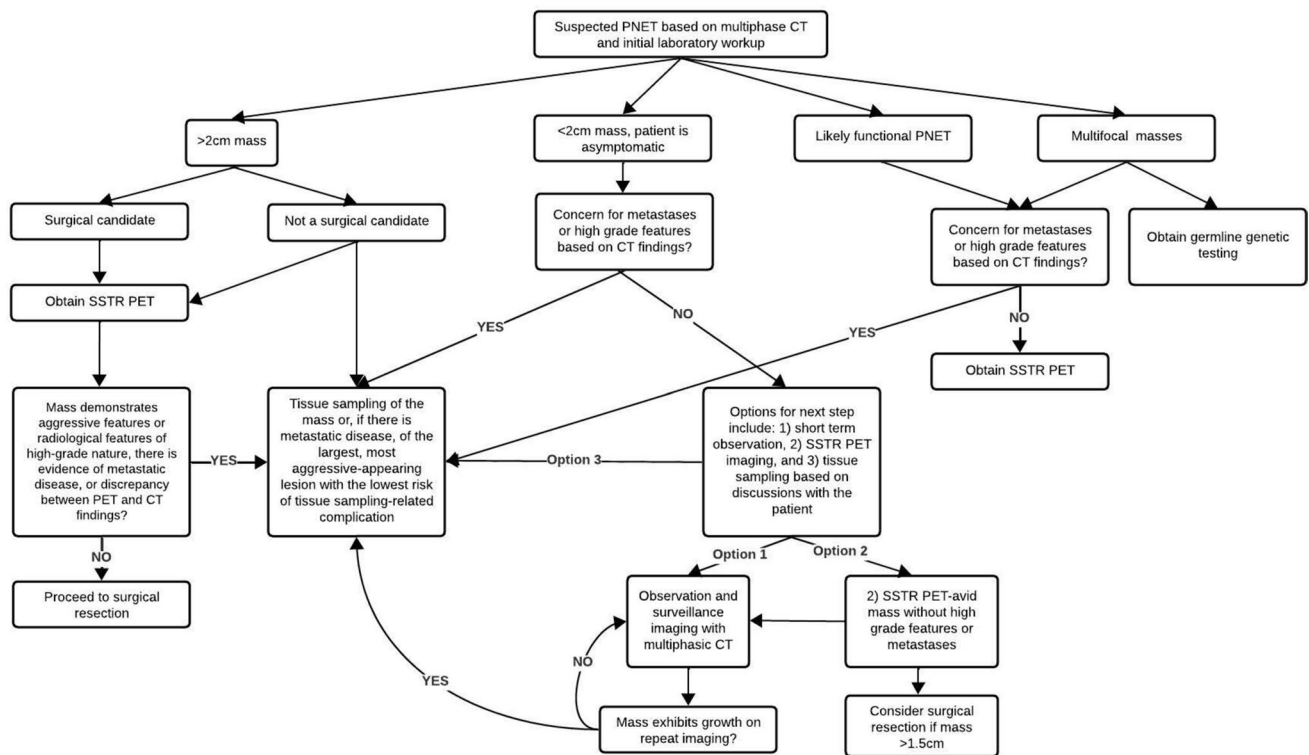 Suspected PNET based on multiphase CT
and initial laboratory workup
>2cm mass
<2cm mass, patient is
asymptomatic
Likely functional PNET
Multifocal masses
Surgical candidate
Not a surgical candidate
Concern for metastases
or high grade features
based on CT findings?
Concern for metastases
or high grade features
based on CT findings?
Obtain germline genetic
testing
Obtain SSTR PET
YES
NO
YES
NO
Obtain SSTR PET
Mass demonstrates
aggressive features or
radiological features of
high-grade nature, there is
evidence of metastatic
disease, or discrepancy
between PET and CT
findings?
YES
Tissue sampling of the
mass or, if there is
metastatic disease, of the
largest, most
aggressive-appearing
lesion with the lowest risk
of tissue sampling-related
complication
Option 3
Options for next step
include: 1) short term
observation, 2) SSTR PET
imaging, and 3) tissue
sampling based on
discussions with the
patient
NO
Proceed to surgical
resection
Option 1
Option 2
Observation and
surveillance
imaging with
multiphasic CT
2) SSTR PET-avid
mass without high
grade features or
metastases
NO
YES
Mass exhibits growth on
repeat imaging?
Consider surgical
resection if mass
>1.5cm